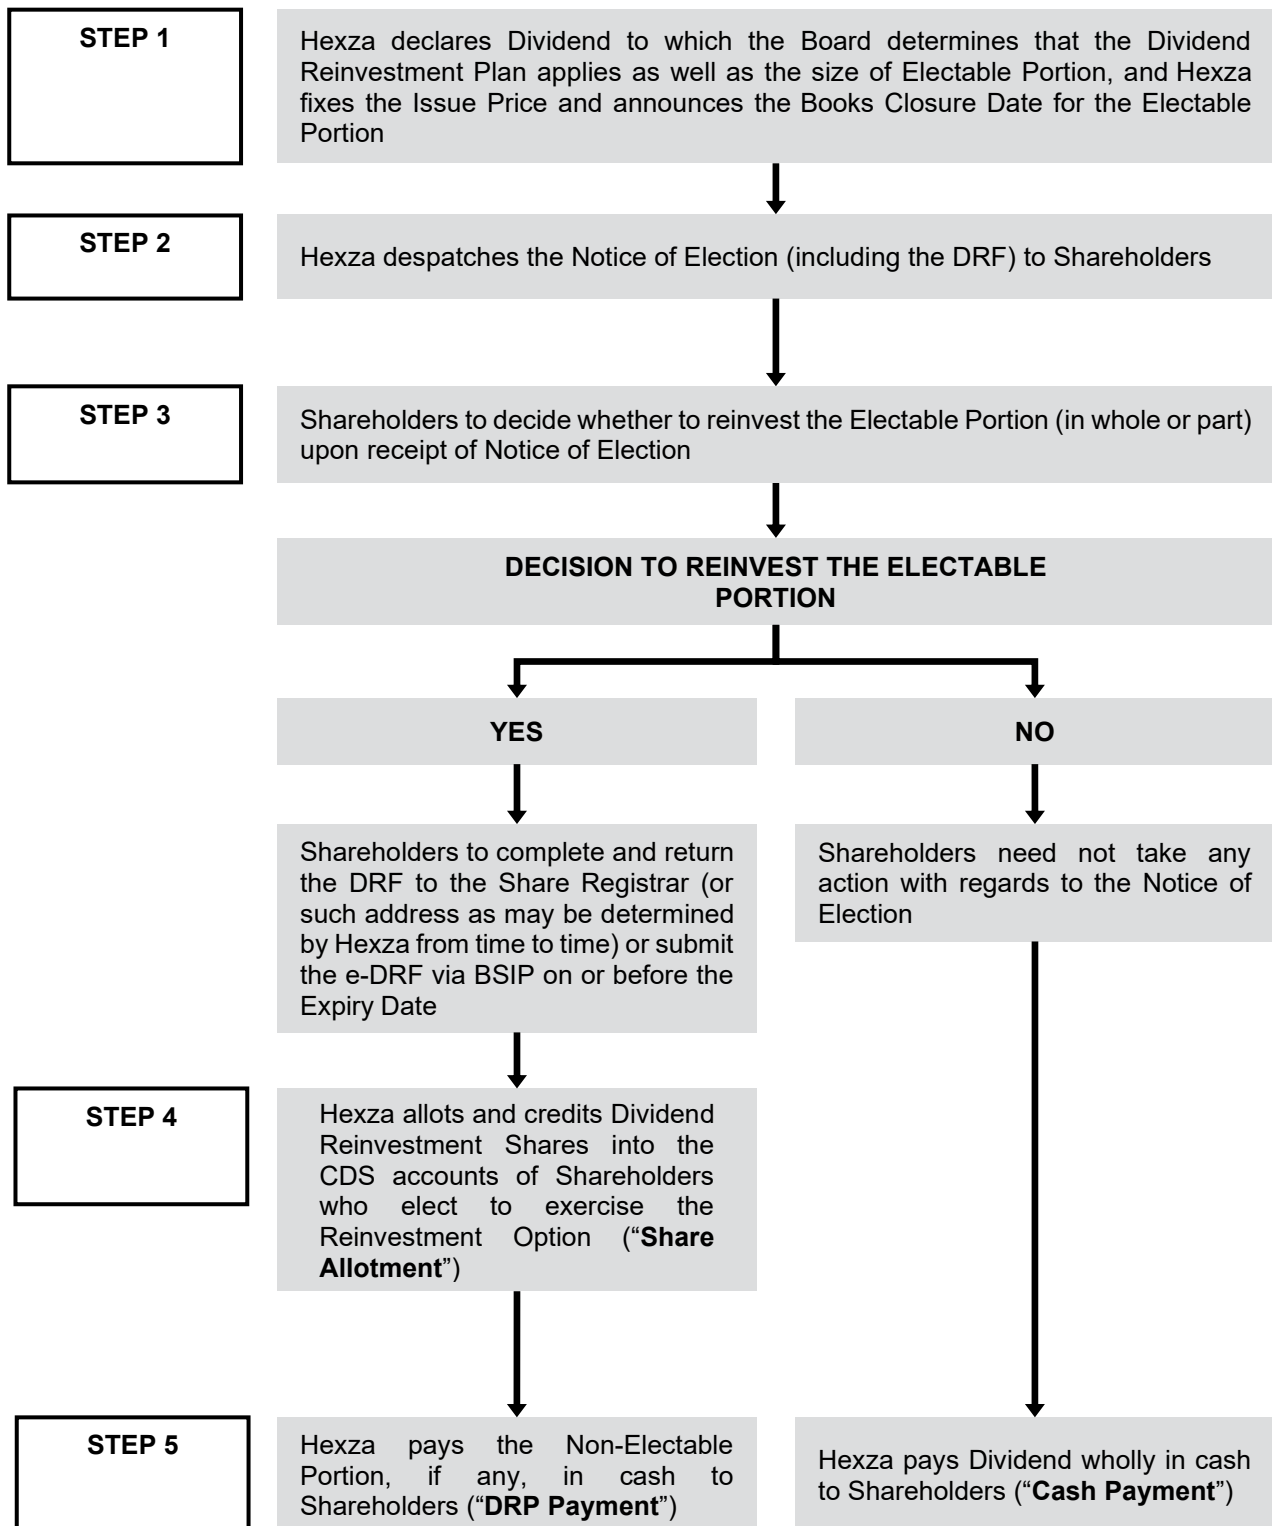 STEP 1
Hexza declares Dividend to which the Board determines that the Dividend
Reinvestment Plan applies as well as the size of Electable Portion, and Hexza
fixes the Issue Price and announces the Books Closure Date for the Electable
Portion
STEP 2
Hexza despatches the Notice of Election (including the DRF) to Shareholders
STEP 3
Shareholders to decide whether to reinvest the Electable Portion (in whole or part)
upon receipt of Notice of Election
DECISION TO REINVEST THE ELECTABLE
PORTION
YES
NO
Shareholders to complete and return
the DRF to the Share Registrar (or
such address as may be determined
by Hexza from time to time) or submit
the e-DRF via BSIP on or before the
Expiry Date
Shareholders need not take any
action with regards to the Notice of
Election
STEP 4
Hexza allots and credits Dividend
Reinvestment Shares into the
CDS accounts of Shareholders
who elect to exercise the
Reinvestment Option (“Share
Allotment”)
STEP 5
Hexza pays the Non-Electable
Portion, if any, in cash to
Shareholders (“DRP Payment”)
Hexza pays Dividend wholly in cash
to Shareholders (“Cash Payment”)